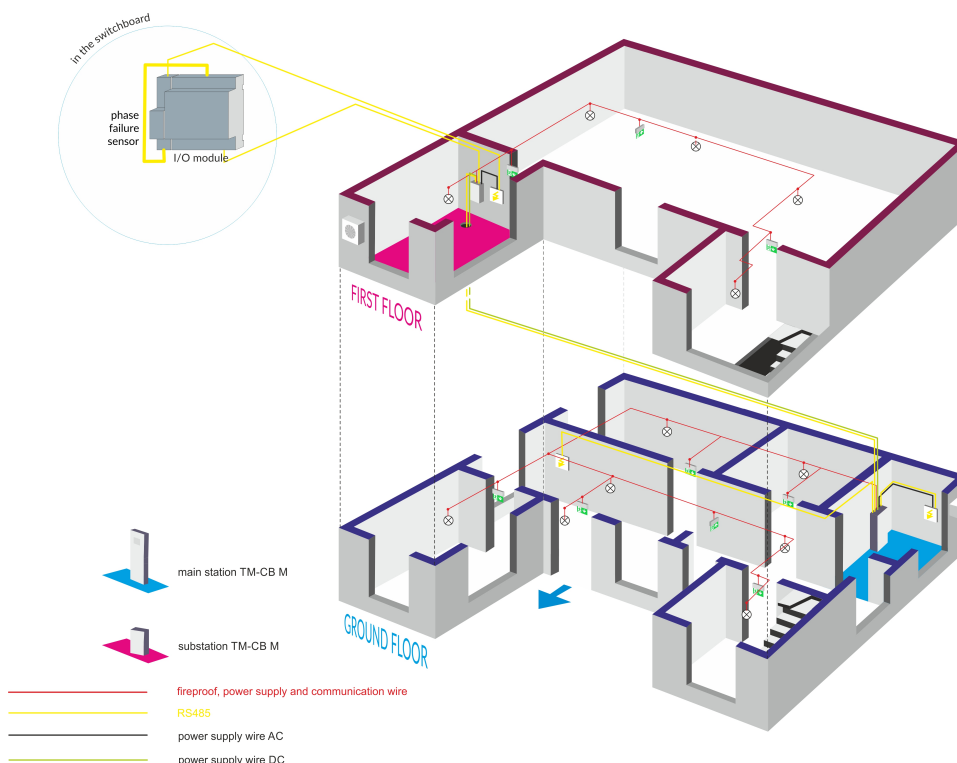 in the switchboard
phase
failure
sensor
I/O module
FIRST FLOOR
GROUND FLOOR
main station TM-CB M
substation TM-CB M
fireproof, power supply and communication wire
RS485
power supply wire AC
power supply wire DC